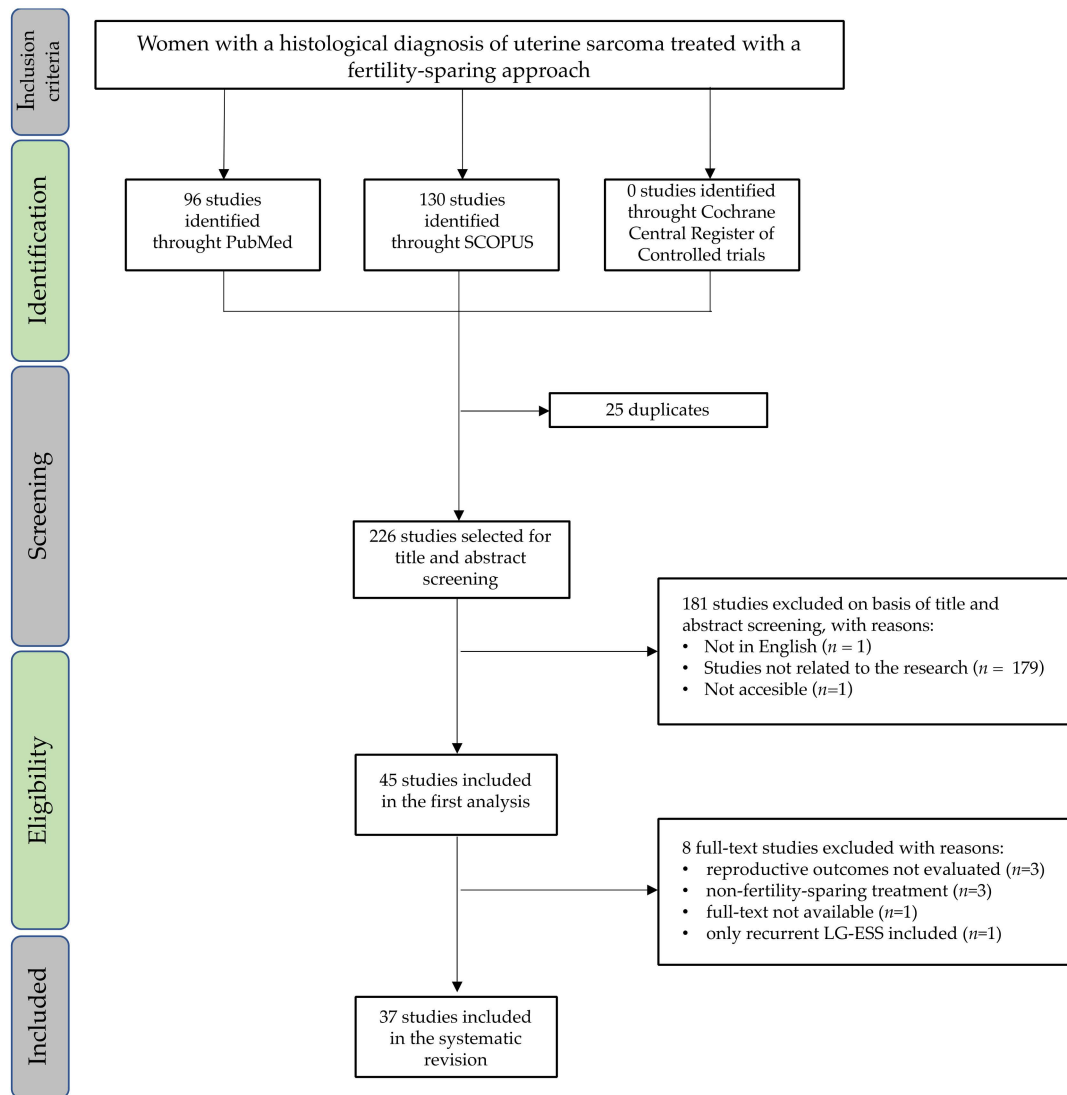 Inclusion
criteria
Women with a histological diagnosis of uterine sarcoma treated with a
fertility-sparing approach
Identification
96 studies
identified
throught PubMed
130 studies
identified
throught SCOPUS
0 studies identified
throught Cochrane
Central Register of
Controlled trials
Screening
25 duplicates
226 studies selected for
title and abstract
screening
181 studies excluded on basis of title and
abstract screening, with reasons:
• Not in English (n = 1)
• Studies not related to the research (n = 179)
• Not accesible (n=1)
Eligibility
45 studies included
in the first analysis
8 full-text studies excluded with reasons:
• reproductive outcomes not evaluated (n=3)
• non-fertility-sparing treatment (n=3)
• full-text not available (n=1)
• only recurrent LG-ESS included (n=1)
Included
37 studies included
in the systematic
revision